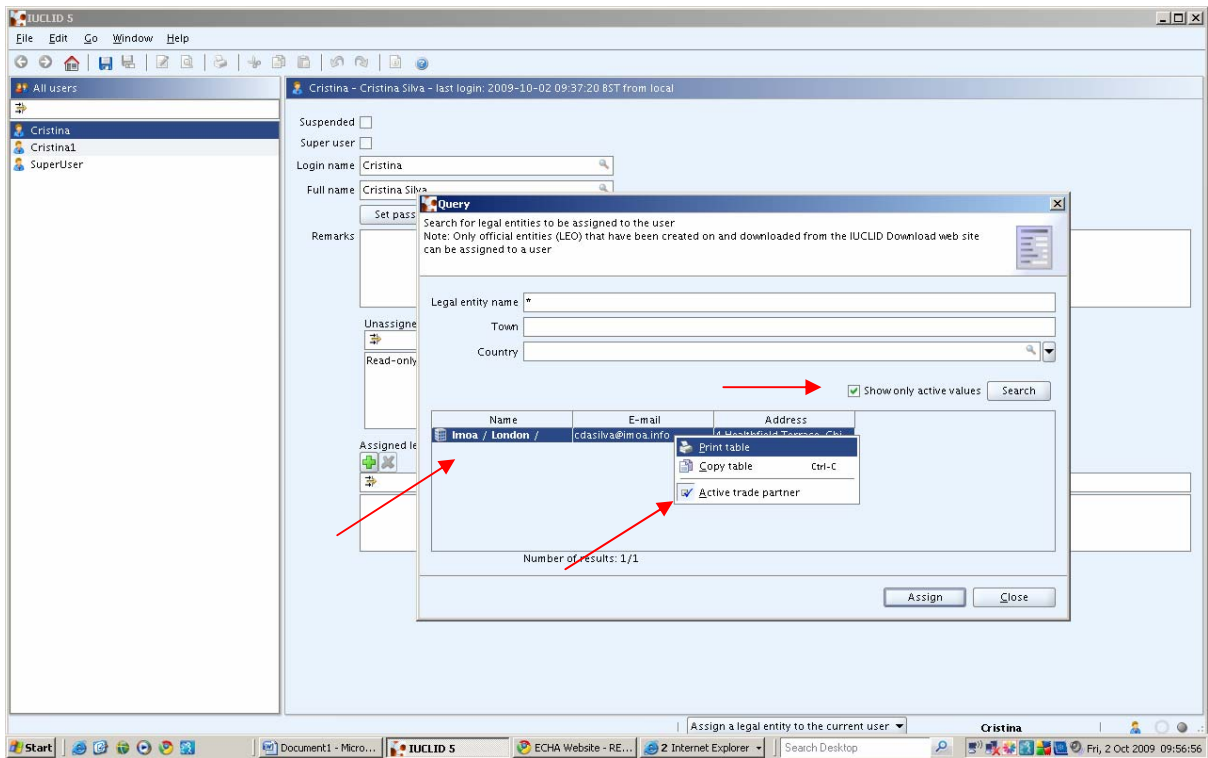 IUCLID 5
File Edit Go Window Help
All users
Cristina - Cristina Silva - last login: 2009-10-02 09:37:20 BST from local
Cristina
Cristina1
SuperUser
Suspended
Super user
Login name Cristina
Full name Cristina Silva
Set pass
Remarks
Unassigne
Read-only
Assigned le
Query
Search for legal entities to be assigned to the user
Note: Only official entities (LEO) that have been created on and downloaded from the IUCLID Download web site
can be assigned to a user
Legal entity name *
Town
Country
Show only active values Search
Name E-mail Address
Imoa / London / cdasilva@imoa.info 4 Heathfield Terrace, Chi
Print table
Copy table Ctrl-C
Active trade partner
Number of results: 1/1
Assign Close
Assign a legal entity to the current user Cristina
Start Document1 - Micro... IUCLID 5 ECHA Website - RE... 2 Internet Explorer Search Desktop Fri, 2 Oct 2009 09:56:56